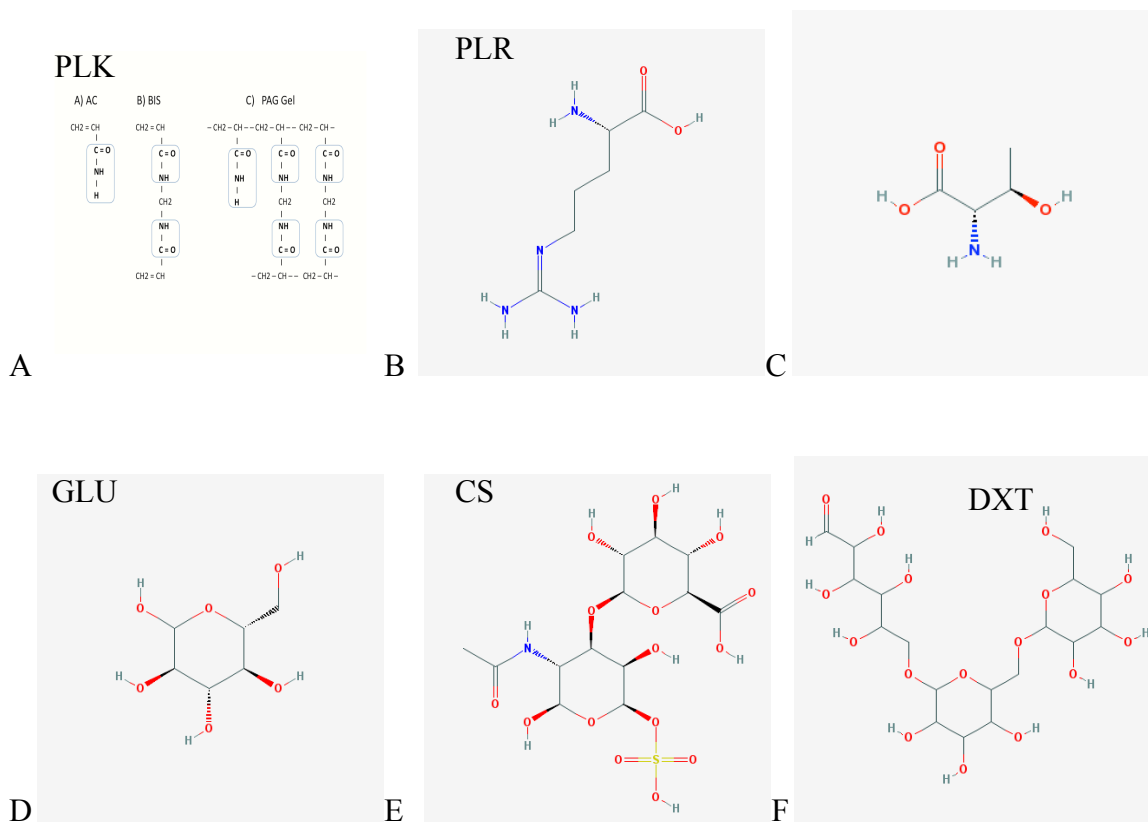 PLK
A) AC
B) BIS
C) PAG Gel
CH2 = CH
C = O
NH
H
CH2 = CH
C = O
NH
CH2
NH
C = O
CH2 = CH
– CH2 – CH – – CH2 – CH –– CH2 – CH –
C = O
NH
H
C = O
NH
CH2
NH
C = O
C = O
NH
CH2
NH
C = O
– CH2 – CH –– CH2 – CH –
A
PLR
H
N
H
O
O
H
N
H
N
H
H
N
H
B
O
H
O
O
H
N
H
H
C
GLU
H
O
H
O
O
H
O
O
H
O
H
D
CS
H
O
H
O
O
H
O
O
O
O
H
H
N
O
O
H
O
H
O
O
O
S
O
O
H
E
DXT
O
H
O
H
H
O
O
H
H
O
O
O
H
O
O
H
O
H
O
H
O
H
O
O
H
O
H
O
H
H
O
F